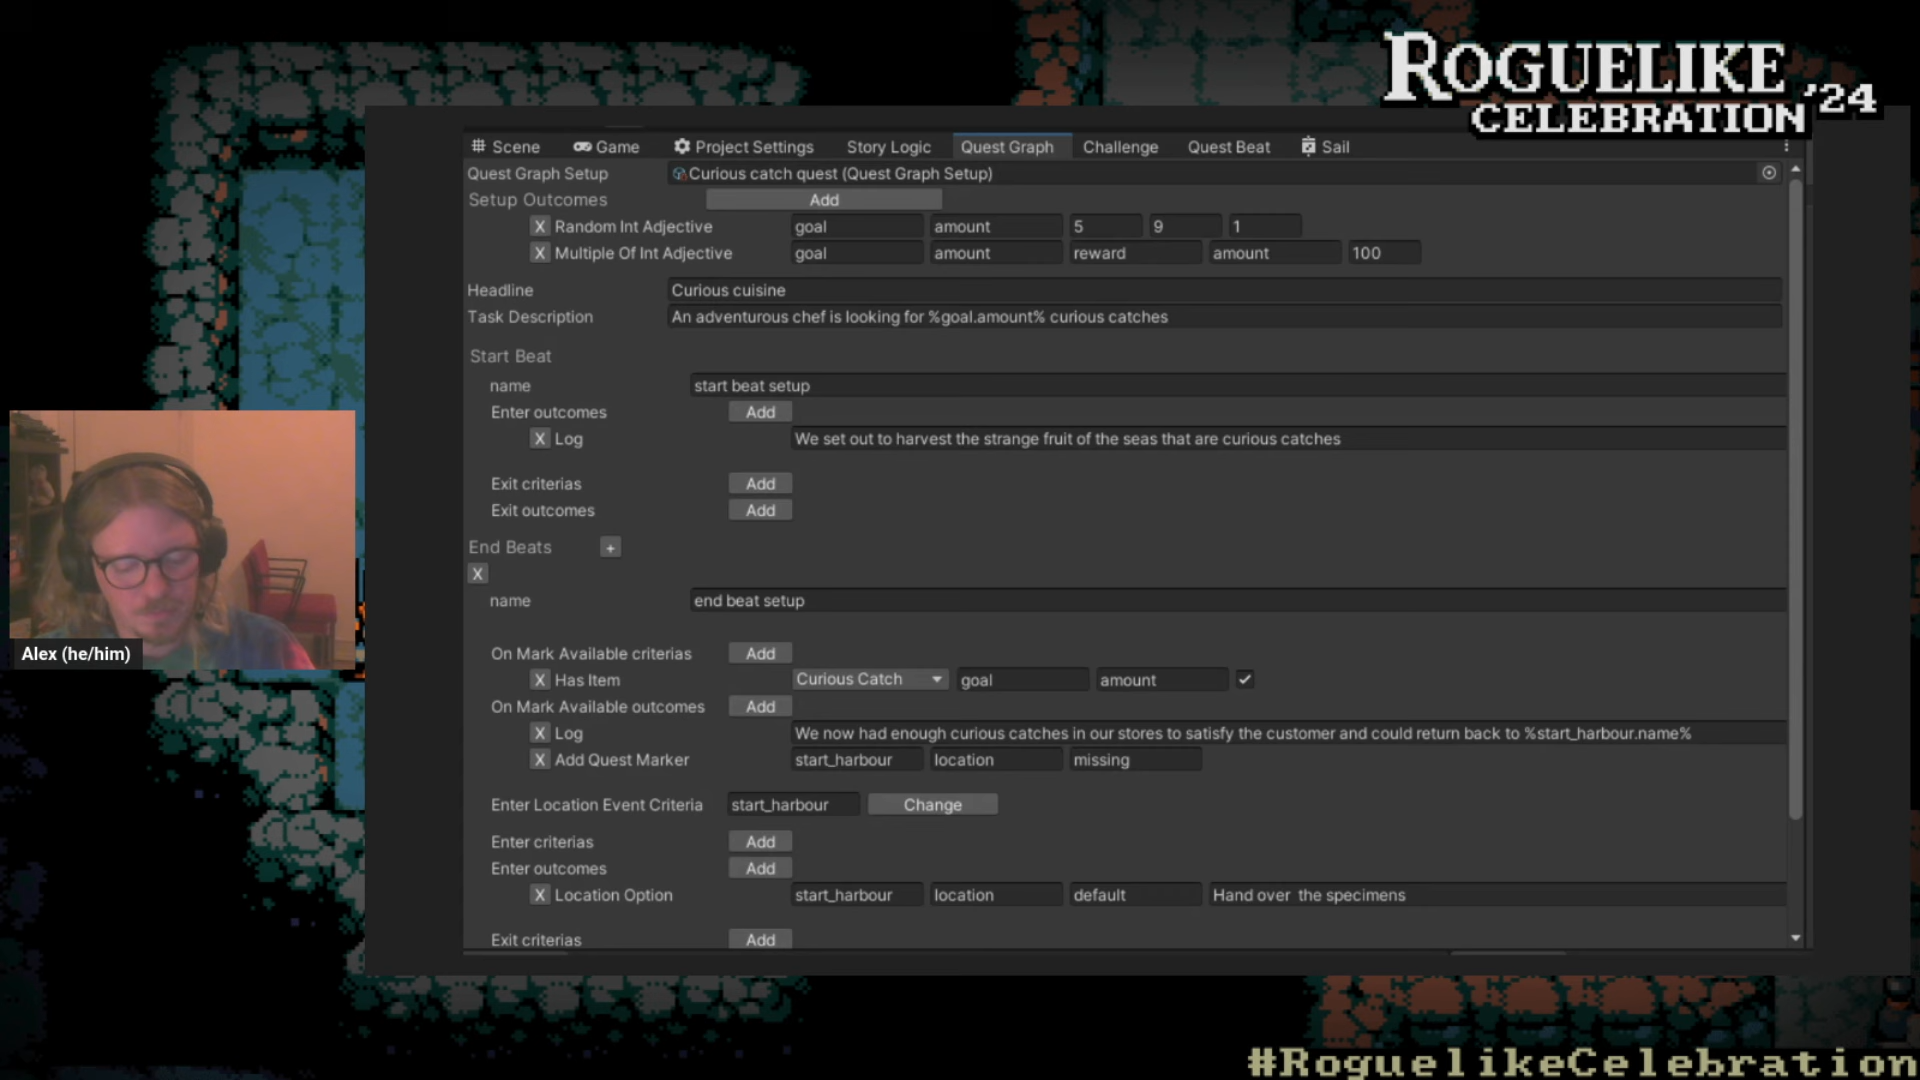 ROGUELIKE
CELEBRATION '24
Scene Game Project Settings Story Logic Quest Graph Challenge Quest Beat Sail
Quest Graph Setup Curious catch quest (Quest Graph Setup)
Setup Outcomes Add
X Random Int Adjective goal amount 5 9 1
X Multiple Of Int Adjective goal amount reward amount 100
Headline Curious cuisine
Task Description An adventurous chef is looking for %goal.amount% curious catches
Start Beat
name start beat setup
Enter outcomes Add
X Log We set out to harvest the strange fruit of the seas that are curious catches
Exit criterias Add
Exit outcomes Add
End Beats +
X
name end beat setup
On Mark Available criterias Add
X Has Item Curious Catch goal amount
On Mark Available outcomes Add
X Log We now had enough curious catches in our stores to satisfy the customer and could return back to %start_harbour.name%
X Add Quest Marker start_harbour location missing
Enter Location Event Criteria start_harbour Change
Enter criterias Add
Enter outcomes Add
X Location Option start_harbour location default Hand over the specimens
Exit criterias Add
Alex (he/him)
#RoguelikeCelebration